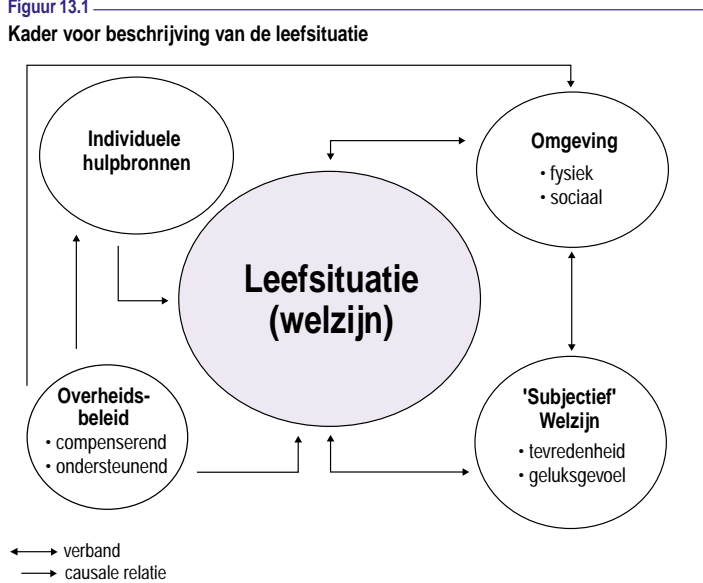 Figuur 13.1
Kader voor beschrijving van de leefsituatie
Individuele
hulpbronnen
Omgeving
• fysiek
• sociaal
Leefsituatie
(welzijn)
Overheids-
beleid
• compenserend
• ondersteunend
'Subjectief'
Welzijn
• tevredenheid
• geluksgevoel
verband
causale relatie